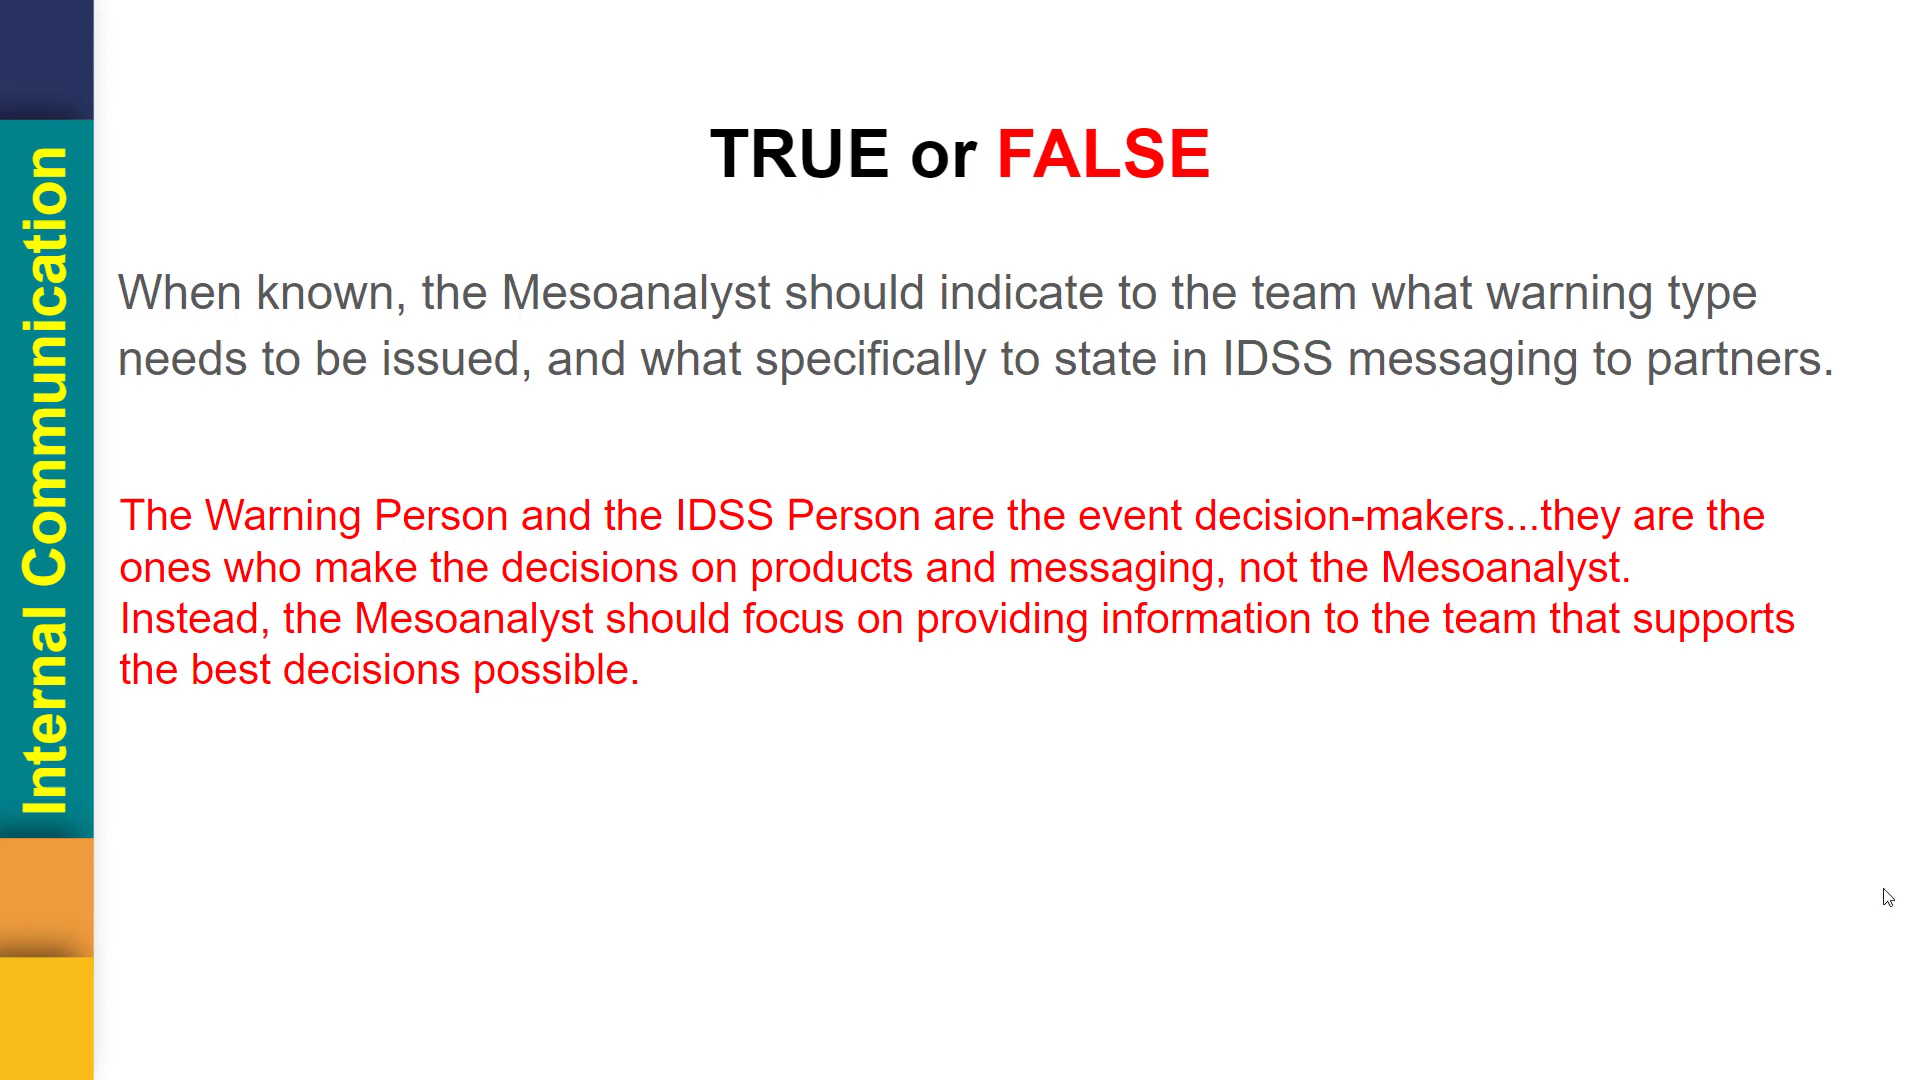 Internal Communication
TRUE or FALSE
When known, the Mesoanalyst should indicate to the team what warning type
needs to be issued, and what specifically to state in IDSS messaging to partners.
The Warning Person and the IDSS Person are the event decision-makers...they are the
ones who make the decisions on products and messaging, not the Mesoanalyst.
Instead, the Mesoanalyst should focus on providing information to the team that supports
the best decisions possible.